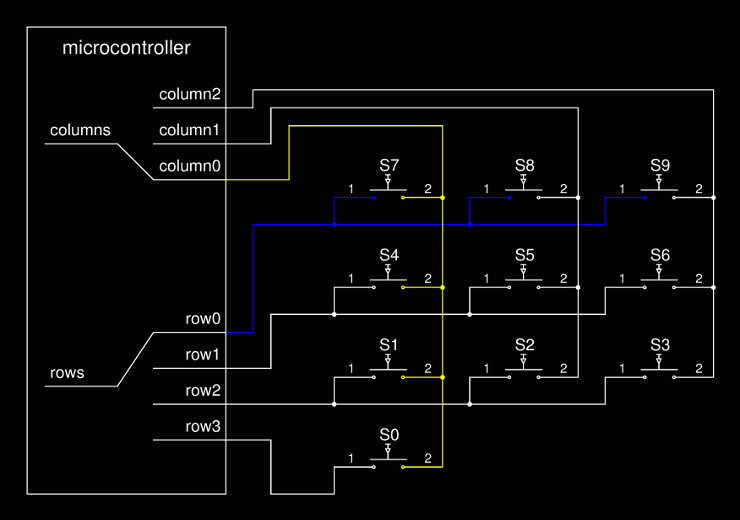 microcontroller
column2
columns
column1
column0
S7
S8
S9
1
2
1
2
1
2
S4
S5
S6
1
2
1
2
1
2
row0
row1
S1
S2
S3
rows
1
2
1
2
1
2
row2
row3
S0
1
2